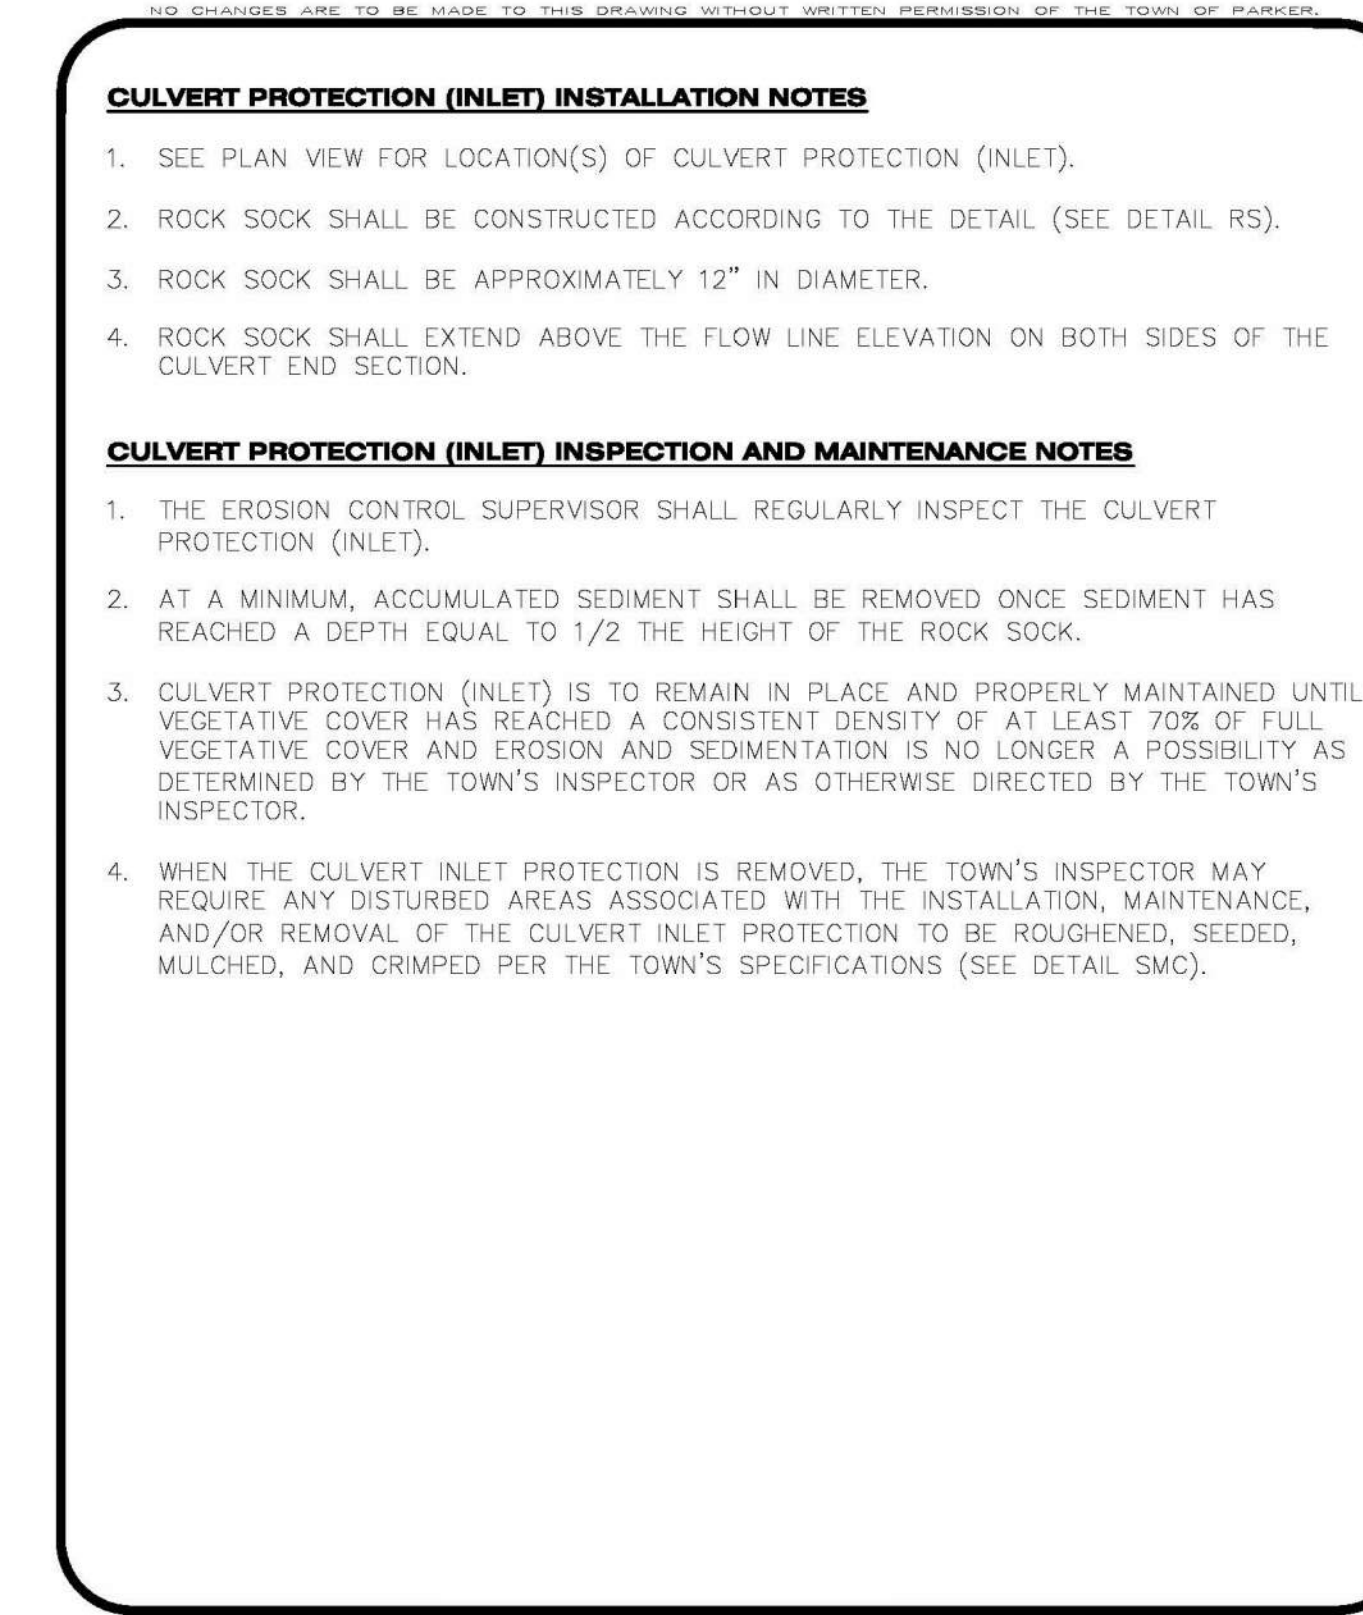 NO CHANGES ARE TO BE MADE TO THIS DRAWING WITHOUT WRITTEN PERMISSION OF THE TOWN OF PARKER.
CULVERT PROTECTION (INLET) INSTALLATION NOTES
1. SEE PLAN VIEW FOR LOCATION(S) OF CULVERT PROTECTION (INLET).
2. ROCK SOCK SHALL BE CONSTRUCTED ACCORDING TO THE DETAIL (SEE DETAIL RS).
3. ROCK SOCK SHALL BE APPROXIMATELY 12" IN DIAMETER.
4. ROCK SOCK SHALL EXTEND ABOVE THE FLOW LINE ELEVATION ON BOTH SIDES OF THE
CULVERT END SECTION.
CULVERT PROTECTION (INLET) INSPECTION AND MAINTENANCE NOTES
1. THE EROSION CONTROL SUPERVISOR SHALL REGULARLY INSPECT THE CULVERT
PROTECTION (INLET).
2. AT A MINIMUM, ACCUMULATED SEDIMENT SHALL BE REMOVED ONCE SEDIMENT HAS
REACHED A DEPTH EQUAL TO 1/2 THE HEIGHT OF THE ROCK SOCK.
3. CULVERT PROTECTION (INLET) IS TO REMAIN IN PLACE AND PROPERLY MAINTAINED UNTIL
VEGETATIVE COVER HAS REACHED A CONSISTENT DENSITY OF AT LEAST 70% OF FULL
VEGETATIVE COVER AND EROSION AND SEDIMENTATION IS NO LONGER A POSSIBILITY AS
DETERMINED BY THE TOWN'S INSPECTOR OR AS OTHERWISE DIRECTED BY THE TOWN'S
INSPECTOR.
4. WHEN THE CULVERT INLET PROTECTION IS REMOVED, THE TOWN'S INSPECTOR MAY
REQUIRE ANY DISTURBED AREAS ASSOCIATED WITH THE INSTALLATION, MAINTENANCE,
AND/OR REMOVAL OF THE CULVERT INLET PROTECTION TO BE ROUGHENED, SEEDED,
MULCHED, AND CRIMPED PER THE TOWN'S SPECIFICATIONS (SEE DETAIL SMC).